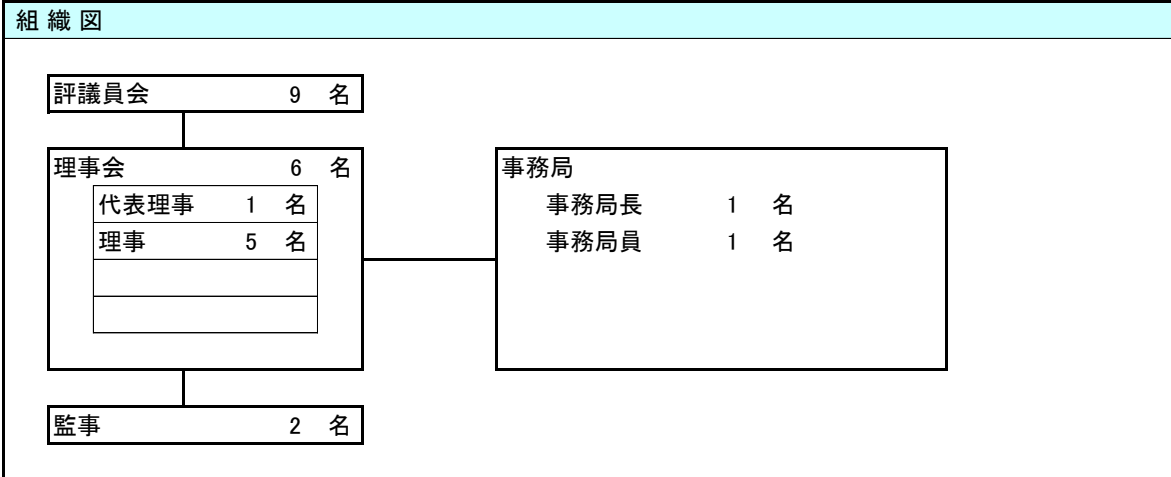 組織図
評議員会 9 名
理事会 6 名
代表理事 1 名
理事 5 名
事務局
事務局長 1 名
事務局員 1 名
監事 2 名